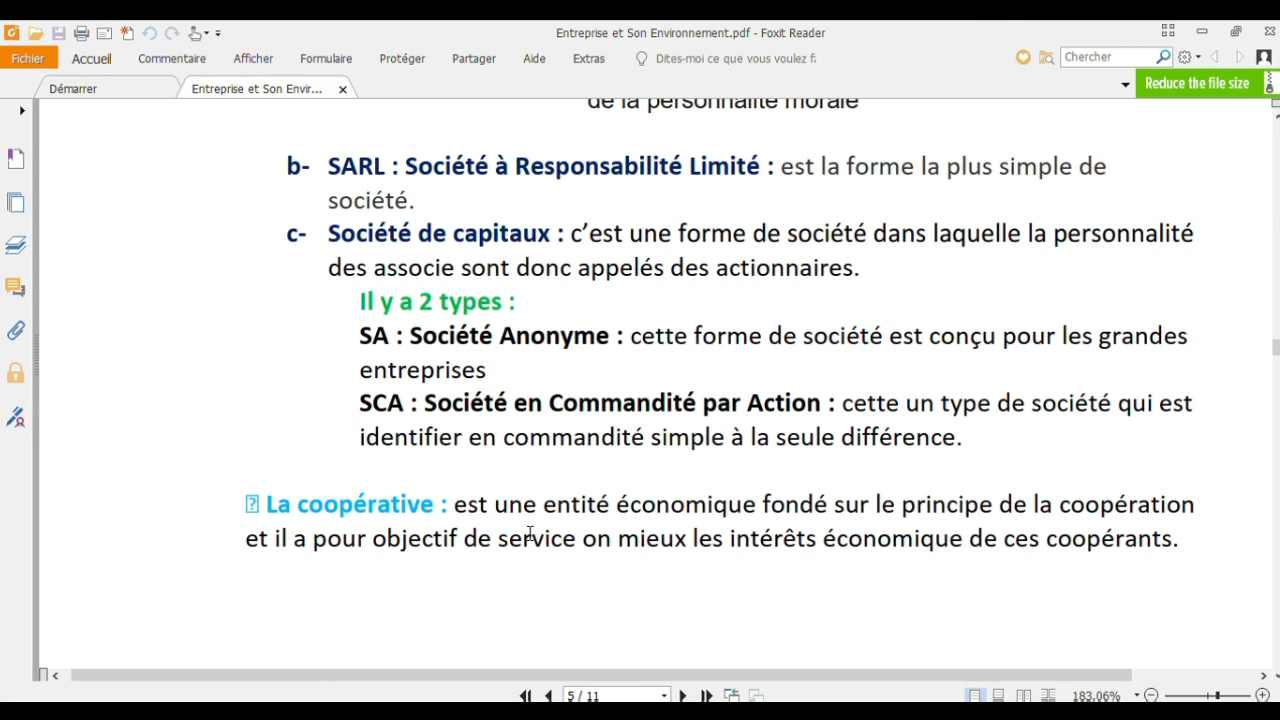 Entreprise et Son Environnement.pdf - Foxit Reader
Fichier Accueil Commentaire Afficher Formulaire Protéger Partager Aide Extras Dites-moi ce que vous voulez f: Chercher
Démarrer Entreprise et Son Envir... Reduce the file size
de la personnalité morale
b- SARL : Société à Responsabilité Limité : est la forme la plus simple de
société.
c- Société de capitaux : c’est une forme de société dans laquelle la personnalité
des associe sont donc appelés des actionnaires.
Il y a 2 types :
SA : Société Anonyme : cette forme de société est conçu pour les grandes
entreprises
SCA : Société en Commandité par Action : cette un type de société qui est
identifier en commandité simple à la seule différence.
La coopérative : est une entité économique fondé sur le principe de la coopération
et il a pour objectif de service on mieux les intérêts économique de ces coopérants.
5 / 11 183,06%